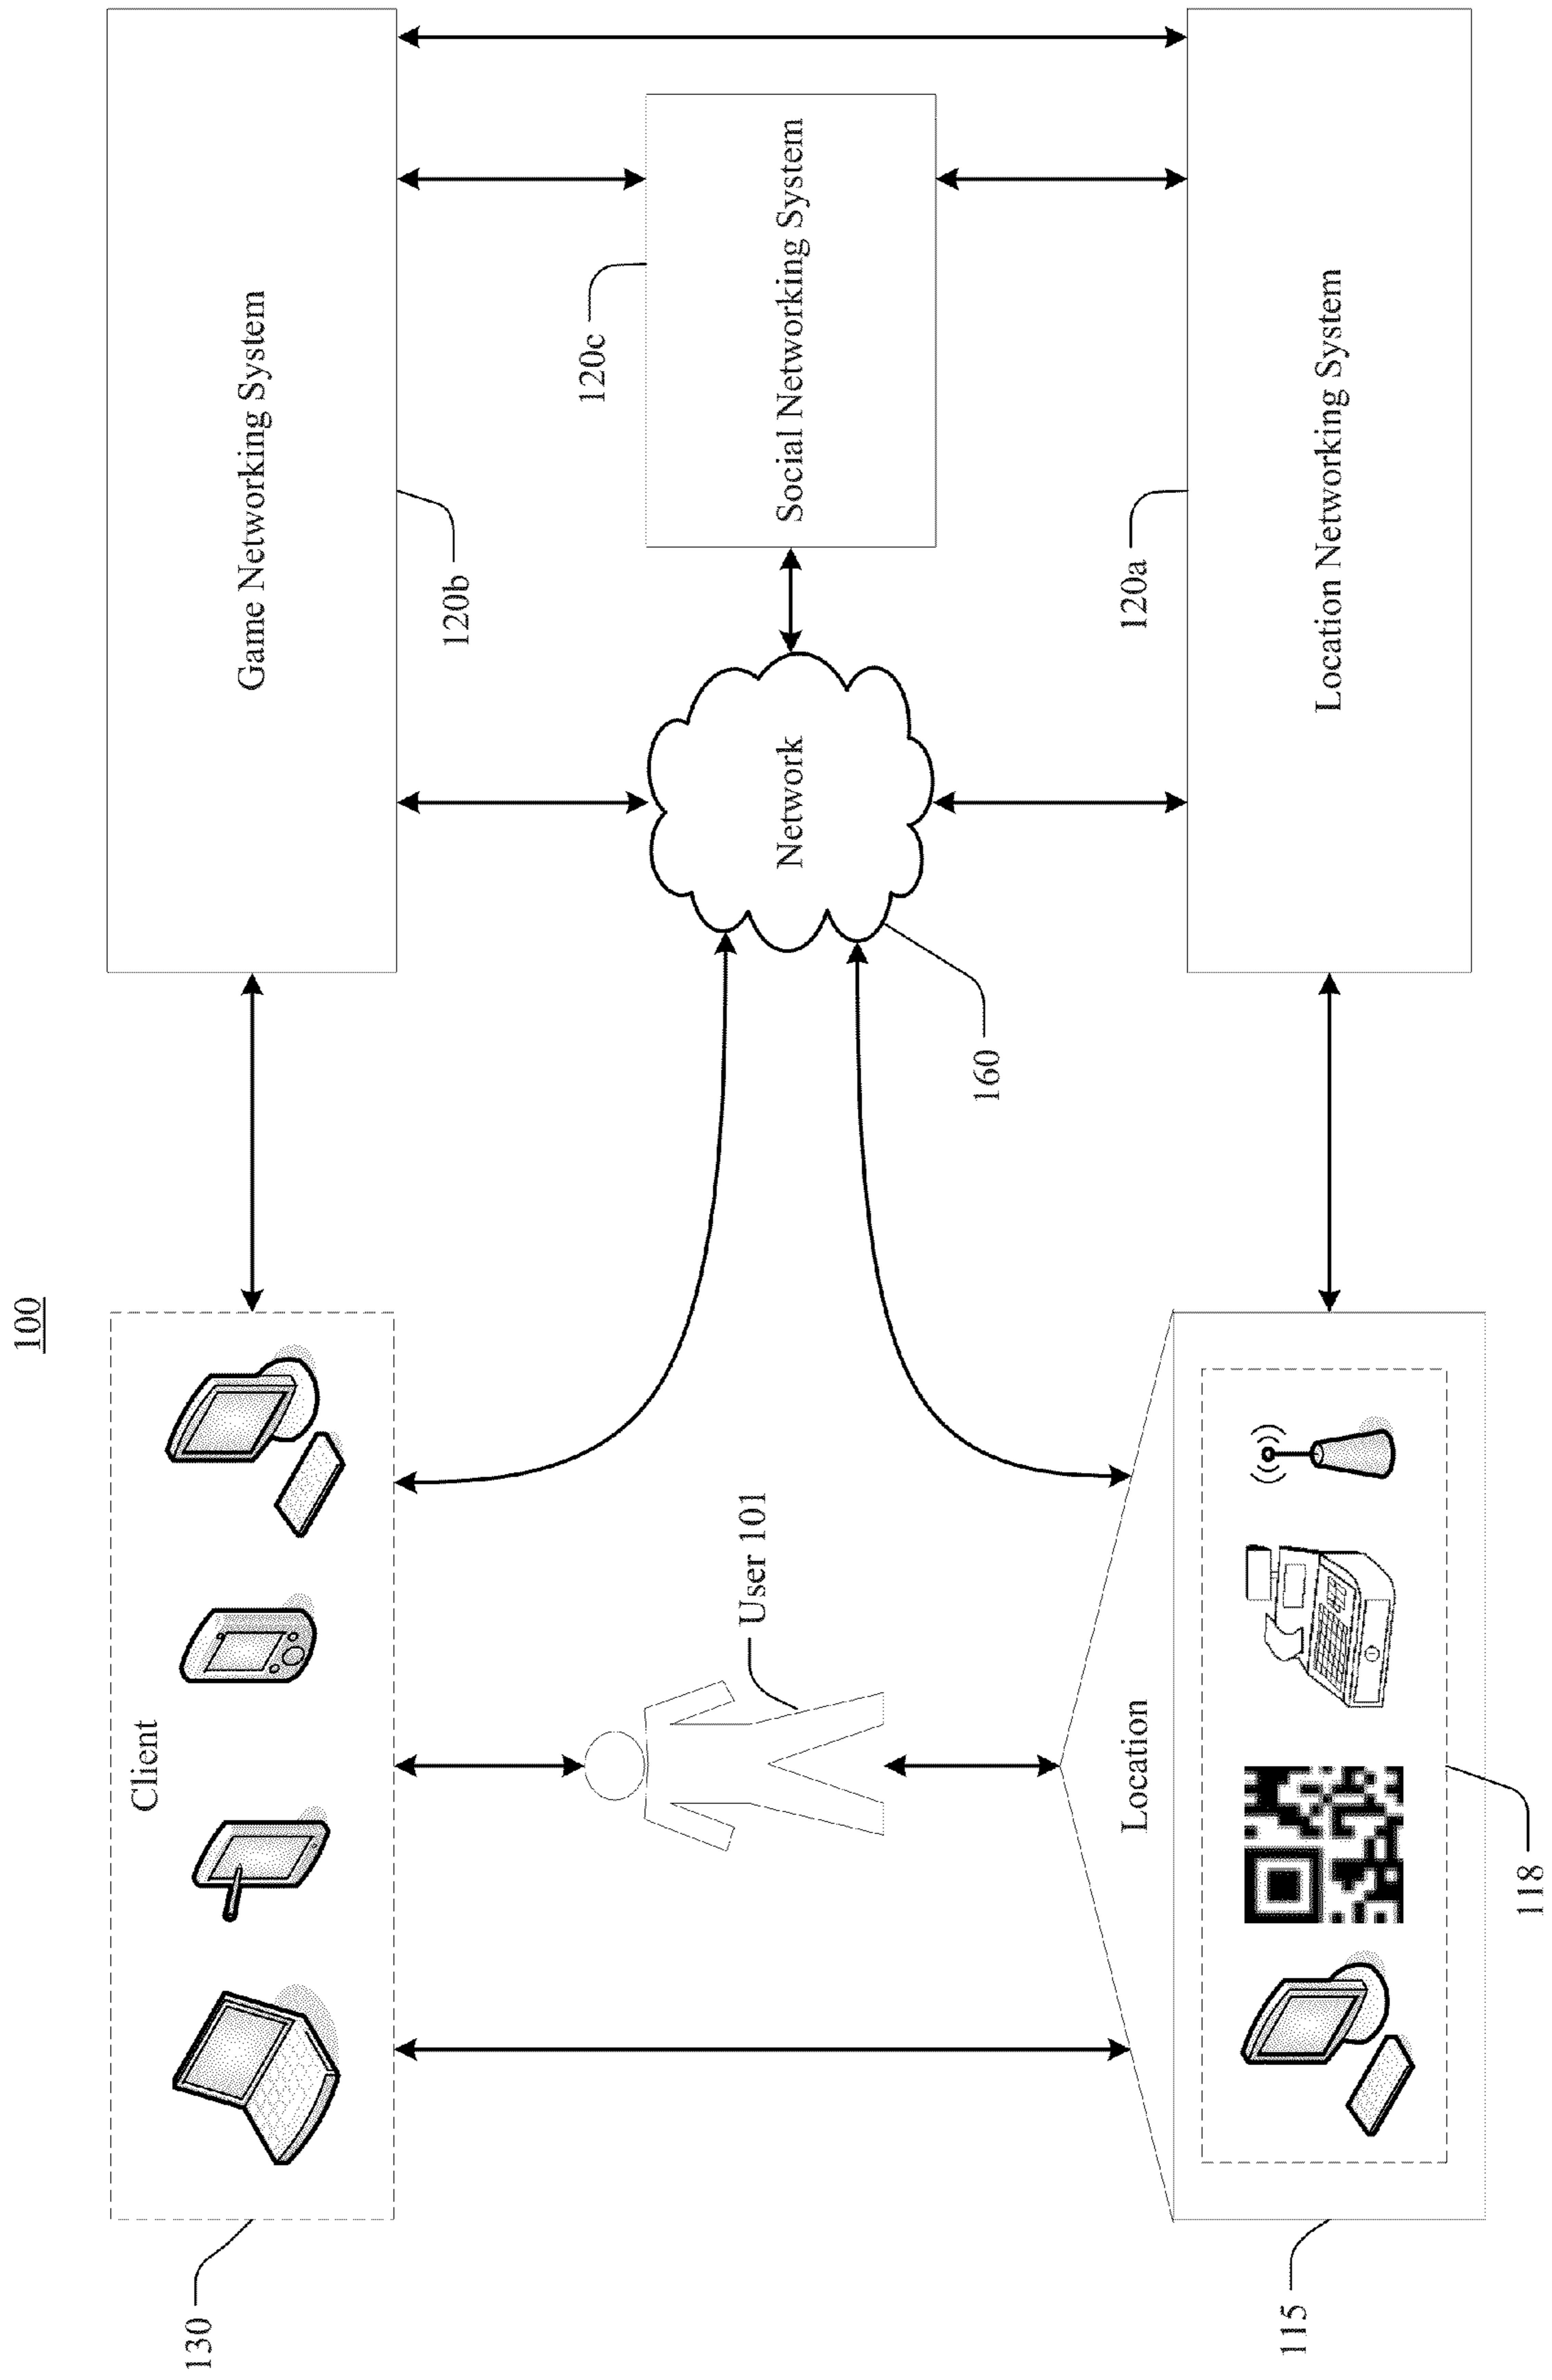 100
130
Client
Game Networking System
120b
User 101
Network
160
120c
Social Networking System
Location
115
118
120a
Location Networking System